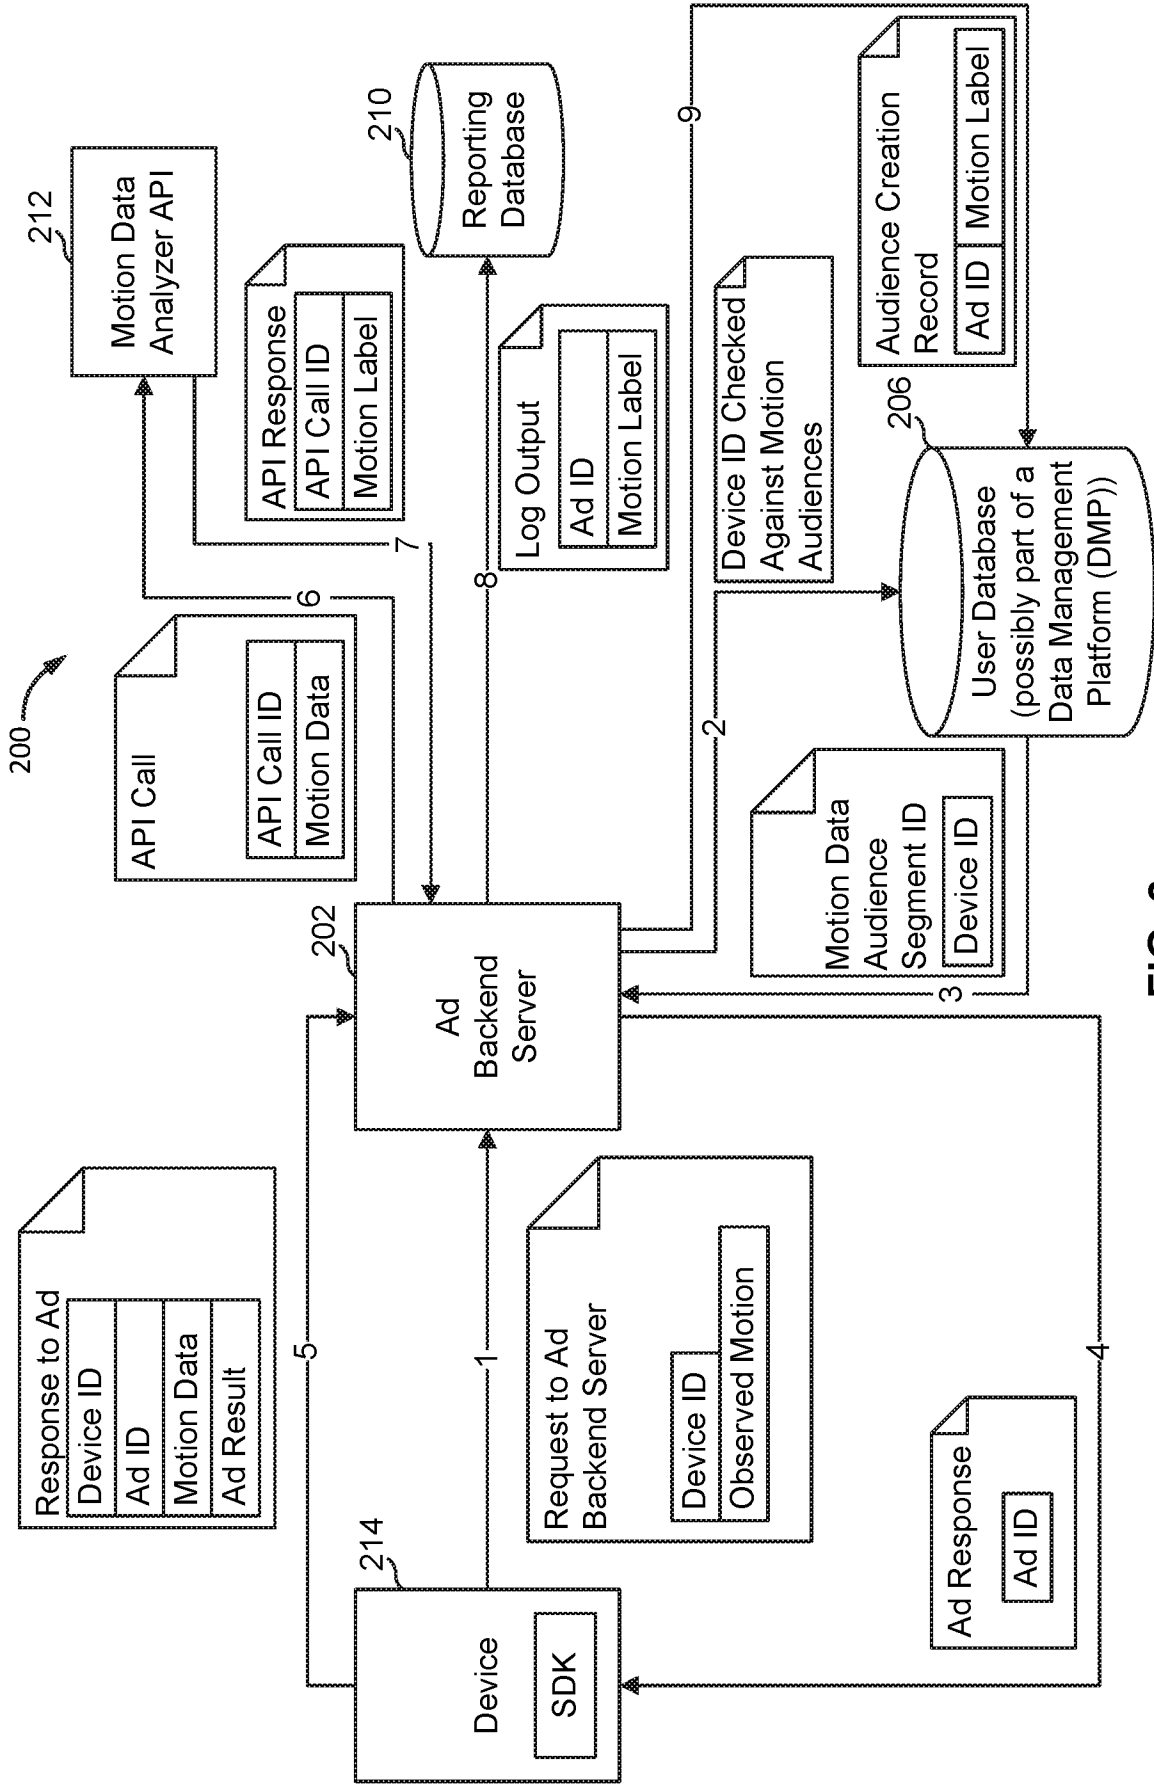 200
Response to Ad
Device ID
Ad ID
Motion Data
Ad Result
API Call
API Call ID
Motion Data
212
Motion Data
Analyzer API
API Response
API Call ID
Motion Label
5
6
7
214
Device
SDK
1
Request to Ad
Backend Server
Device ID
Observed Motion
202
Ad
Backend
Server
8
Log Output
Ad ID
Motion Label
210
Reporting
Database
9
2
Device ID Checked
Against Motion
Audiences
Motion Data
Audience
Segment ID
Device ID
3
206
User Database
(possibly part of a
Data Management
Platform (DMP))
Audience Creation
Record
Ad ID
Motion Label
Ad Response
Ad ID
4